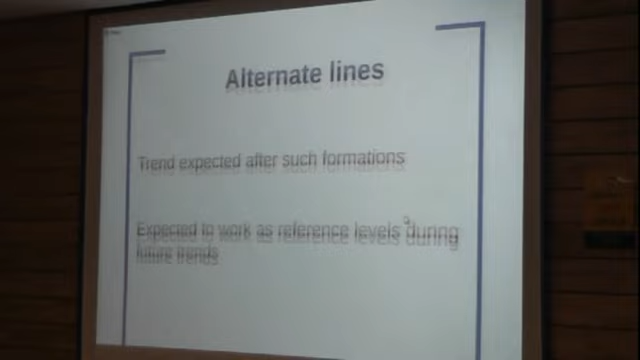 Alternate lines
Trend expected after such formations
Expected to work as reference levels during
future trends